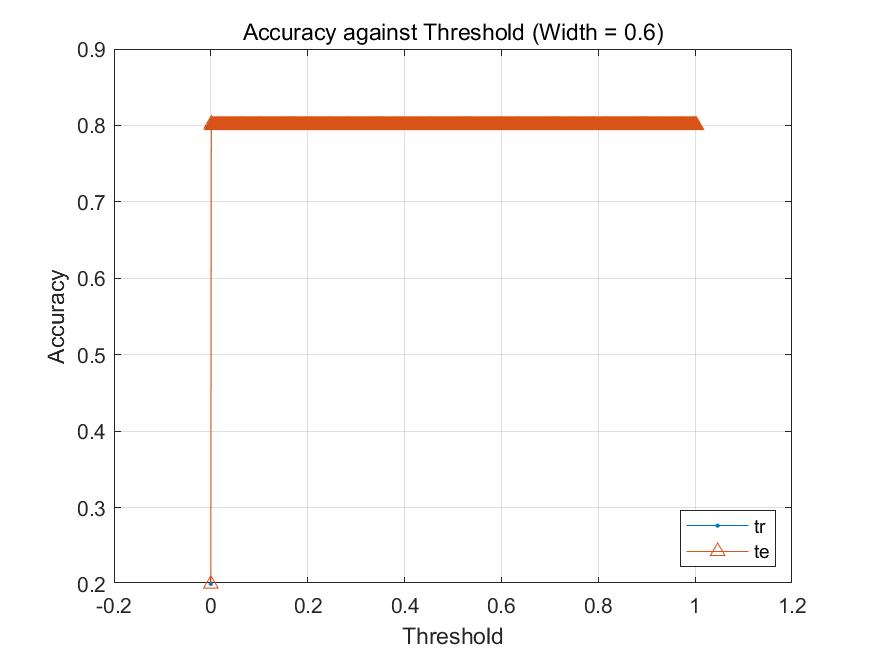 Accuracy against Threshold (Width = 0.6)
0.9
0.8
0.7
0.6
0.5
0.4
0.3
0.2
Accuracy
-0.2 0 0.2 0.4 0.6 0.8 1 1.2
Threshold
tr
te